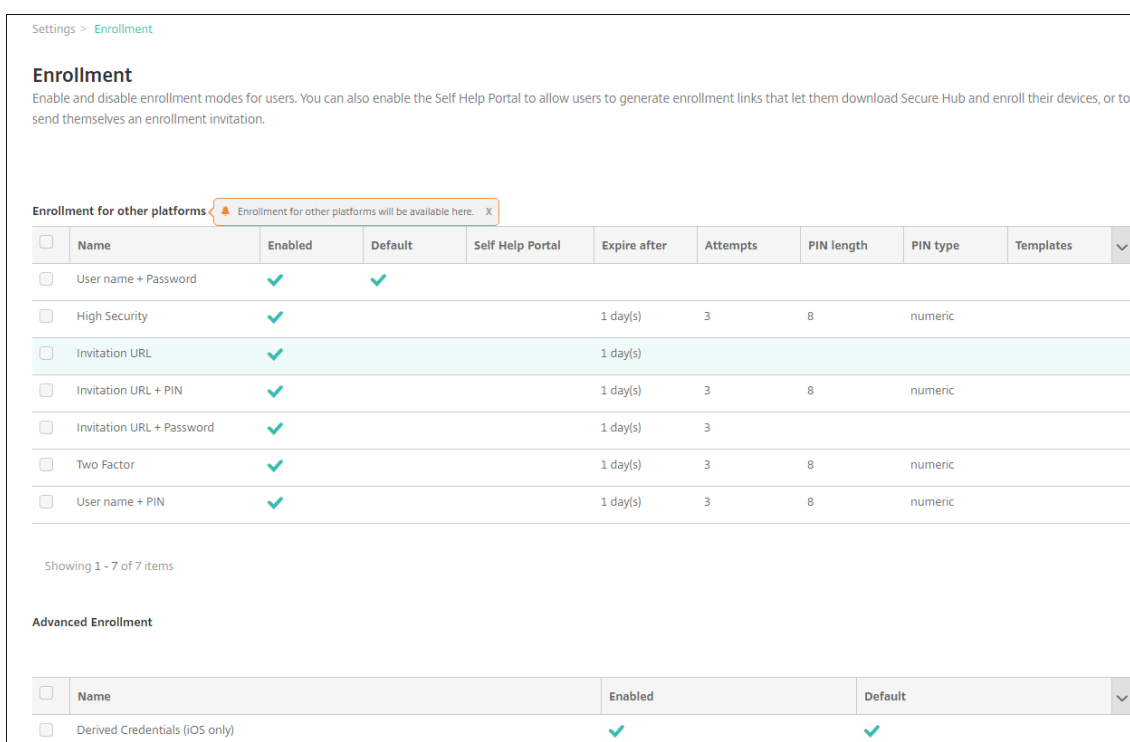 Settings > Enrollment
Enrollment
Enable and disable enrollment modes for users. You can also enable the Self Help Portal to allow users to generate enrollment links that let them download Secure Hub and enroll their devices, or to
send themselves an enrollment invitation.
Enrollment for other platforms Enrollment for other platforms will be available here. X
Name Enabled Default Self Help Portal Expire after Attempts PIN length PIN type Templates
User name + Password
High Security 1 day(s) 3 8 numeric
Invitation URL 1 day(s)
Invitation URL + PIN 1 day(s) 3 8 numeric
Invitation URL + Password 1 day(s) 3
Two Factor 1 day(s) 3 8 numeric
User name + PIN 1 day(s) 3 8 numeric
Showing 1 - 7 of 7 items
Advanced Enrollment
Name Enabled Default
Derived Credentials (iOS only)